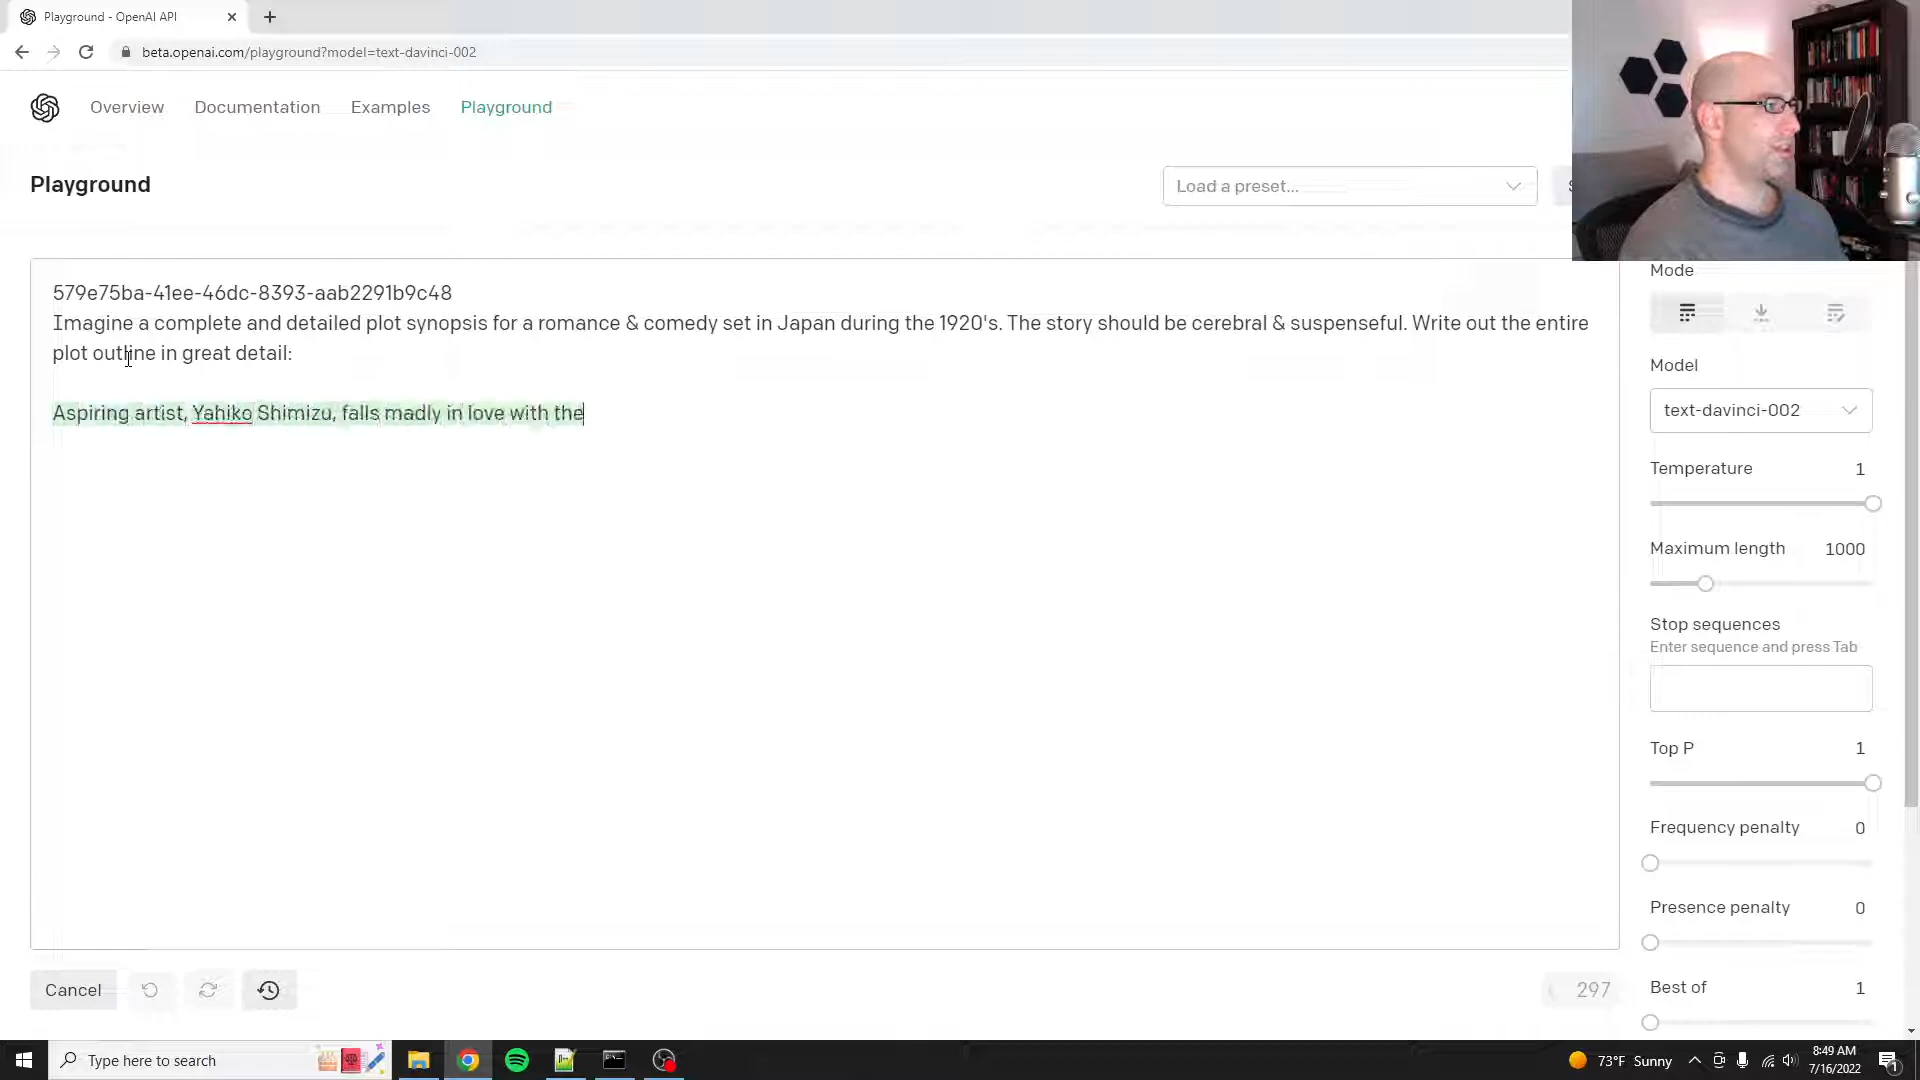 Playground - OpenAI API
beta.openai.com/playground?model=text-davinci-002
Overview Documentation Examples Playground
Playground
Load a preset...
579e75ba-41ee-46dc-8393-aab2291b9c48
Imagine a complete and detailed plot synopsis for a romance & comedy set in Japan during the 1920's. The story should be cerebral & suspenseful. Write out the entire
plot outline in great detail:
Aspiring artist, Yahiko Shimizu, falls madly in love with the
Mode
Model
text-davinci-002
Temperature 1
Maximum length 1000
Stop sequences
Enter sequence and press Tab
Top P 1
Frequency penalty 0
Presence penalty 0
Best of 1
Cancel
297
Type here to search
73°F Sunny
8:49 AM
7/16/2022
1